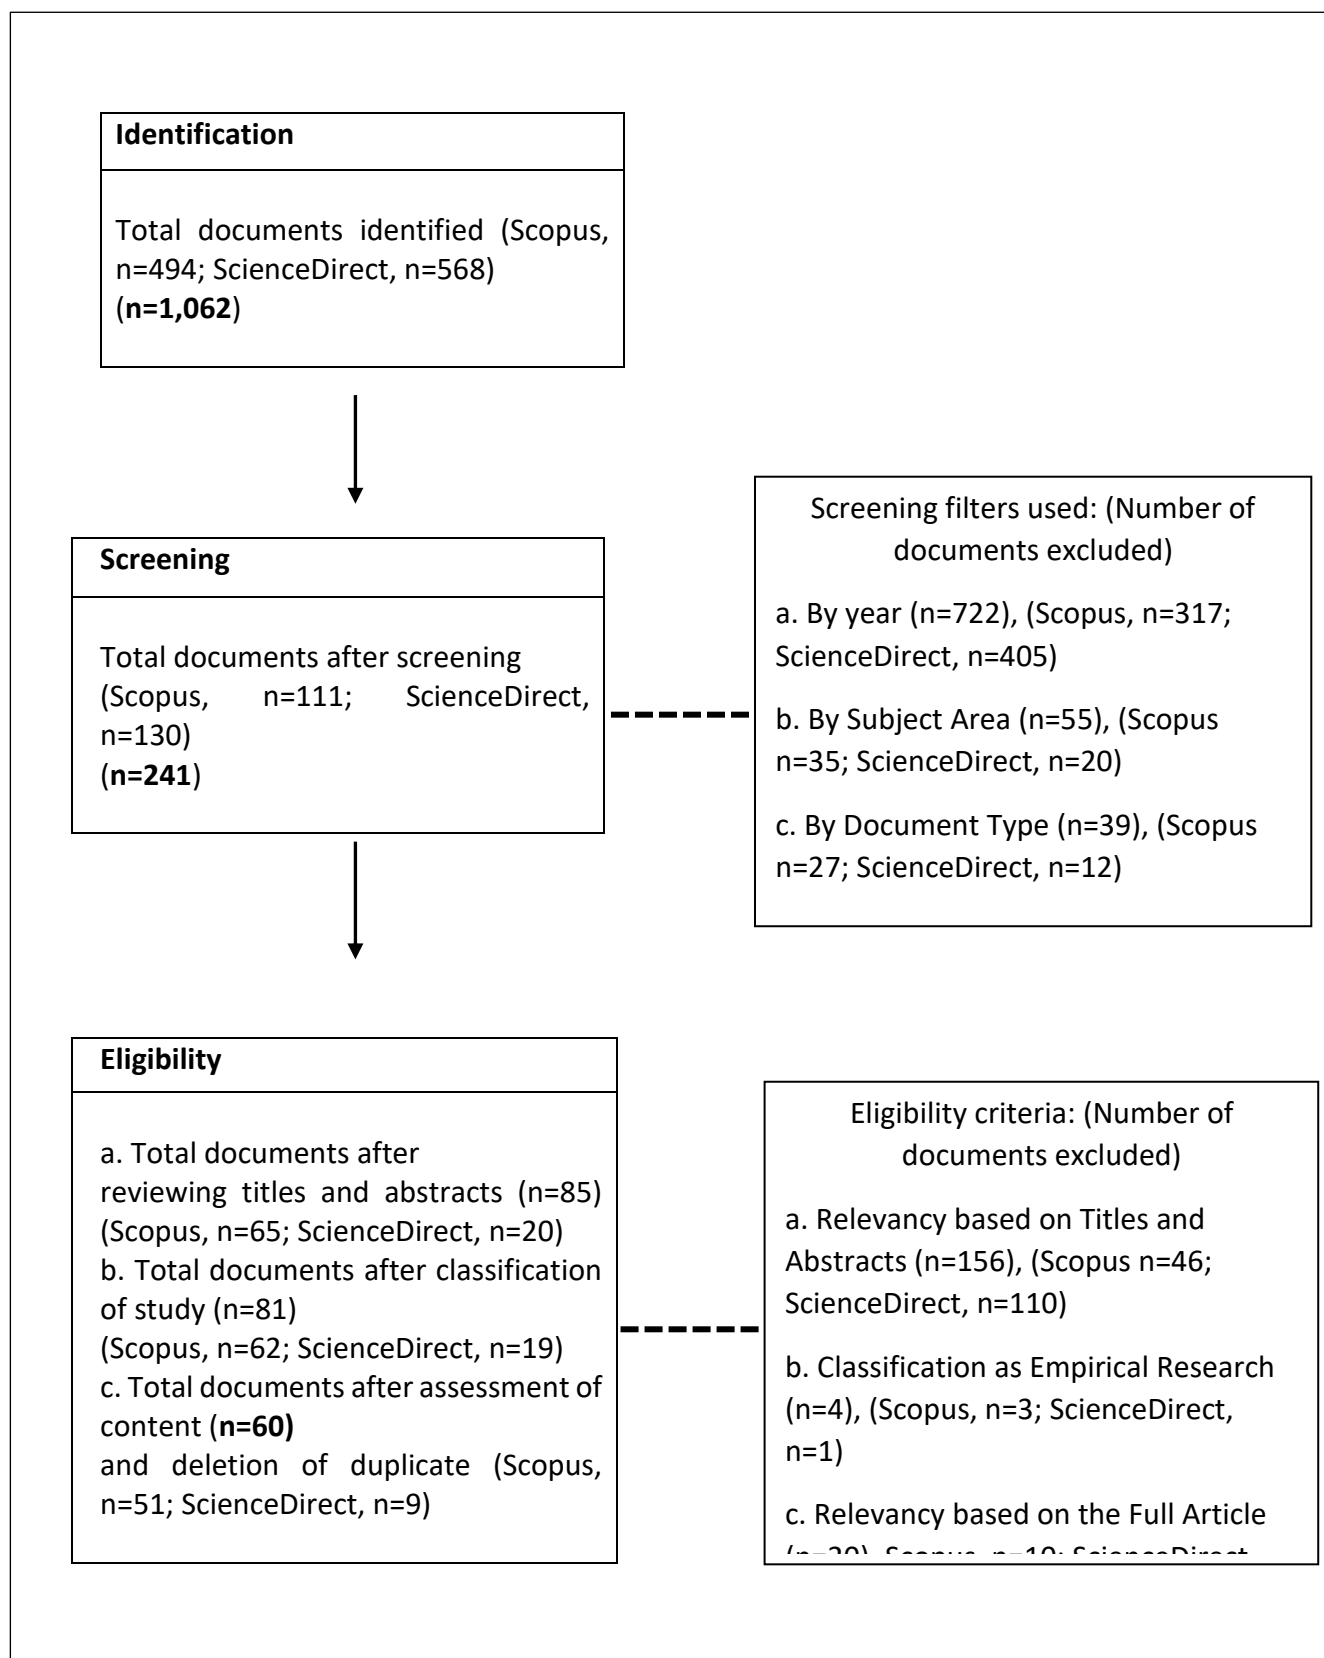 Identification
Total documents identified (Scopus,
n=494; ScienceDirect, n=568)
(n=1,062)
Screening
Total documents after screening
(Scopus, n=111; ScienceDirect,
n=130)
(n=241)
Screening filters used: (Number of
documents excluded)
a. By year (n=722), (Scopus, n=317;
ScienceDirect, n=405)
b. By Subject Area (n=55), (Scopus
n=35; ScienceDirect, n=20)
c. By Document Type (n=39), (Scopus
n=27; ScienceDirect, n=12)
Eligibility
a. Total documents after
reviewing titles and abstracts (n=85)
(Scopus, n=65; ScienceDirect, n=20)
b. Total documents after classification
of study (n=81)
(Scopus, n=62; ScienceDirect, n=19)
c. Total documents after assessment of
content (n=60)
and deletion of duplicate (Scopus,
n=51; ScienceDirect, n=9)
Eligibility criteria: (Number of
documents excluded)
a. Relevancy based on Titles and
Abstracts (n=156), (Scopus n=46;
ScienceDirect, n=110)
b. Classification as Empirical Research
(n=4), (Scopus, n=3; ScienceDirect,
n=1)
c. Relevancy based on the Full Article
Scopus, ScienceDirect